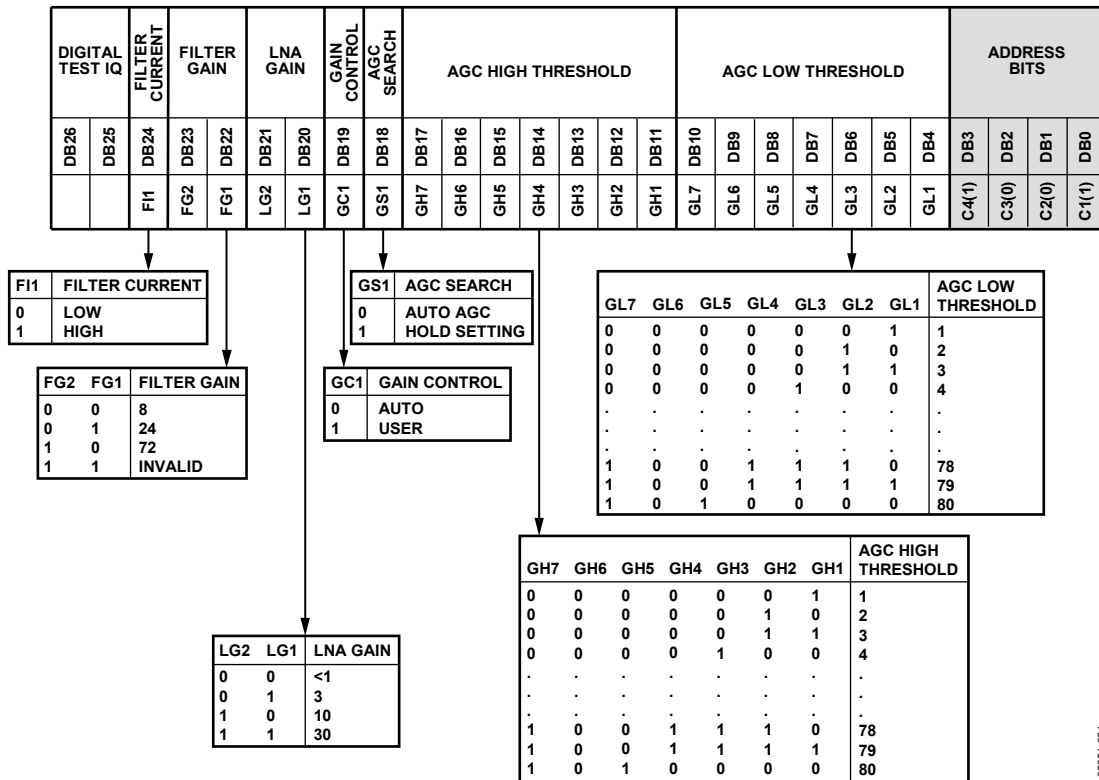 DIGITAL TEST IQ
FILTER CURRENT
FILTER GAIN
LNA GAIN
GAIN CONTROL
AGC SEARCH
AGC HIGH THRESHOLD
AGC LOW THRESHOLD
ADDRESS BITS
DB26 DB25 DB24 DB23 DB22 DB21 DB20 DB19 DB18 DB17 DB16 DB15 DB14 DB13 DB12 DB11 DB10 DB9 DB8 DB7 DB6 DB5 DB4 DB3 DB2 DB1 DB0
FI1 FG2 FG1 LG2 LG1 GC1 GS1 GH7 GH6 GH5 GH4 GH3 GH2 GH1 GL7 GL6 GL5 GL4 GL3 GL2 GL1 C4(1) C3(0) C2(0) C1(1)
FI1 FILTER CURRENT
0 LOW
1 HIGH
GS1 AGC SEARCH
0 AUTO AGC
1 HOLD SETTING
FG2 FG1 FILTER GAIN
0 0 8
0 1 24
1 0 72
1 1 INVALID
GC1 GAIN CONTROL
0 AUTO
1 USER
GL7 GL6 GL5 GL4 GL3 GL2 GL1 AGC LOW THRESHOLD
0 0 0 0 0 0 1 1
0 0 0 0 0 1 0 2
0 0 0 0 0 1 1 3
0 0 0 0 1 0 0 4
. . . . . . . .
. . . . . . . .
. . . . . . . .
1 0 0 1 1 1 0 78
1 0 0 1 1 1 1 79
1 0 1 0 0 0 0 80
GH7 GH6 GH5 GH4 GH3 GH2 GH1 AGC HIGH THRESHOLD
0 0 0 0 0 0 1 1
0 0 0 0 0 1 0 2
0 0 0 0 0 1 1 3
0 0 0 0 1 0 0 4
. . . . . . . .
. . . . . . . .
. . . . . . . .
1 0 0 1 1 1 0 78
1 0 0 1 1 1 1 79
1 0 1 0 0 0 0 80
LG2 LG1 LNA GAIN
0 0 <1
0 1 3
1 0 10
1 1 30